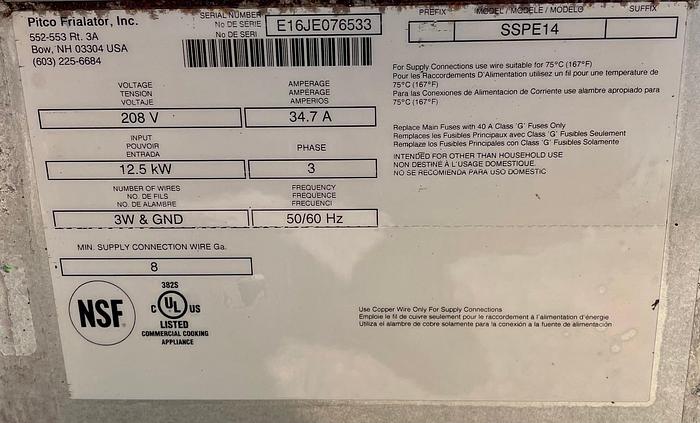 Pitco Frialator, Inc.
552-553 Rt. 3A
Bow, NH 03304 USA
(603) 225-6684
SERIAL NUMBER
No DE SÉRIE
No DE SERI
E16JE076533
PREFIX MODEL / MODÈLE / MODELO SUFFIX
SSPE14
For Supply Connections use wire suitable for 75°C (167°F)
Pour les Raccordements D'Alimentation utilisez un fil pour une temperature de
75°C (167°F)
Para las Conexiones de Alimentacion de Corriente use alambre apropiado para
75°C (167°F)
VOLTAGE
TENSION
VOLTAJE
208 V
AMPERAGE
AMPERAGE
AMPERIOS
34.7 A
Replace Main Fuses with 40 A Class 'G' Fuses Only
Remplaces les Fusibles Principaux avec Class 'G' Fusibles Seulement
Remplaze los Fusibles Principales con Class 'G' Fusibles Solamente
INTENDED FOR OTHER THAN HOUSEHOLD USE
NON DESTINÉ À L'USAGE DOMESTIQUE.
NO SE RECOMIENDA PARA USO DOMESTIC
INPUT
POUVOIR
ENTRADA
12.5 kW
PHASE
3
NUMBER OF WIRES
NO. DE FILS
NO. DE ALAMBRE
3W & GND
FREQUENCY
FREQUENCE
FRECUENCI
50/60 Hz
MIN. SUPPLY CONNECTION WIRE Ga.
8
NSF
382S
C UL US
LISTED
COMMERCIAL COOKING
APPLIANCE
Use Copper Wire Only For Supply Connections
Emploie le fil de cuivre seulement pour le raccordement à l'alimentation d'énergie
Utiliza el alambre de cobre solamente para la conexión a la fuente de alimentación